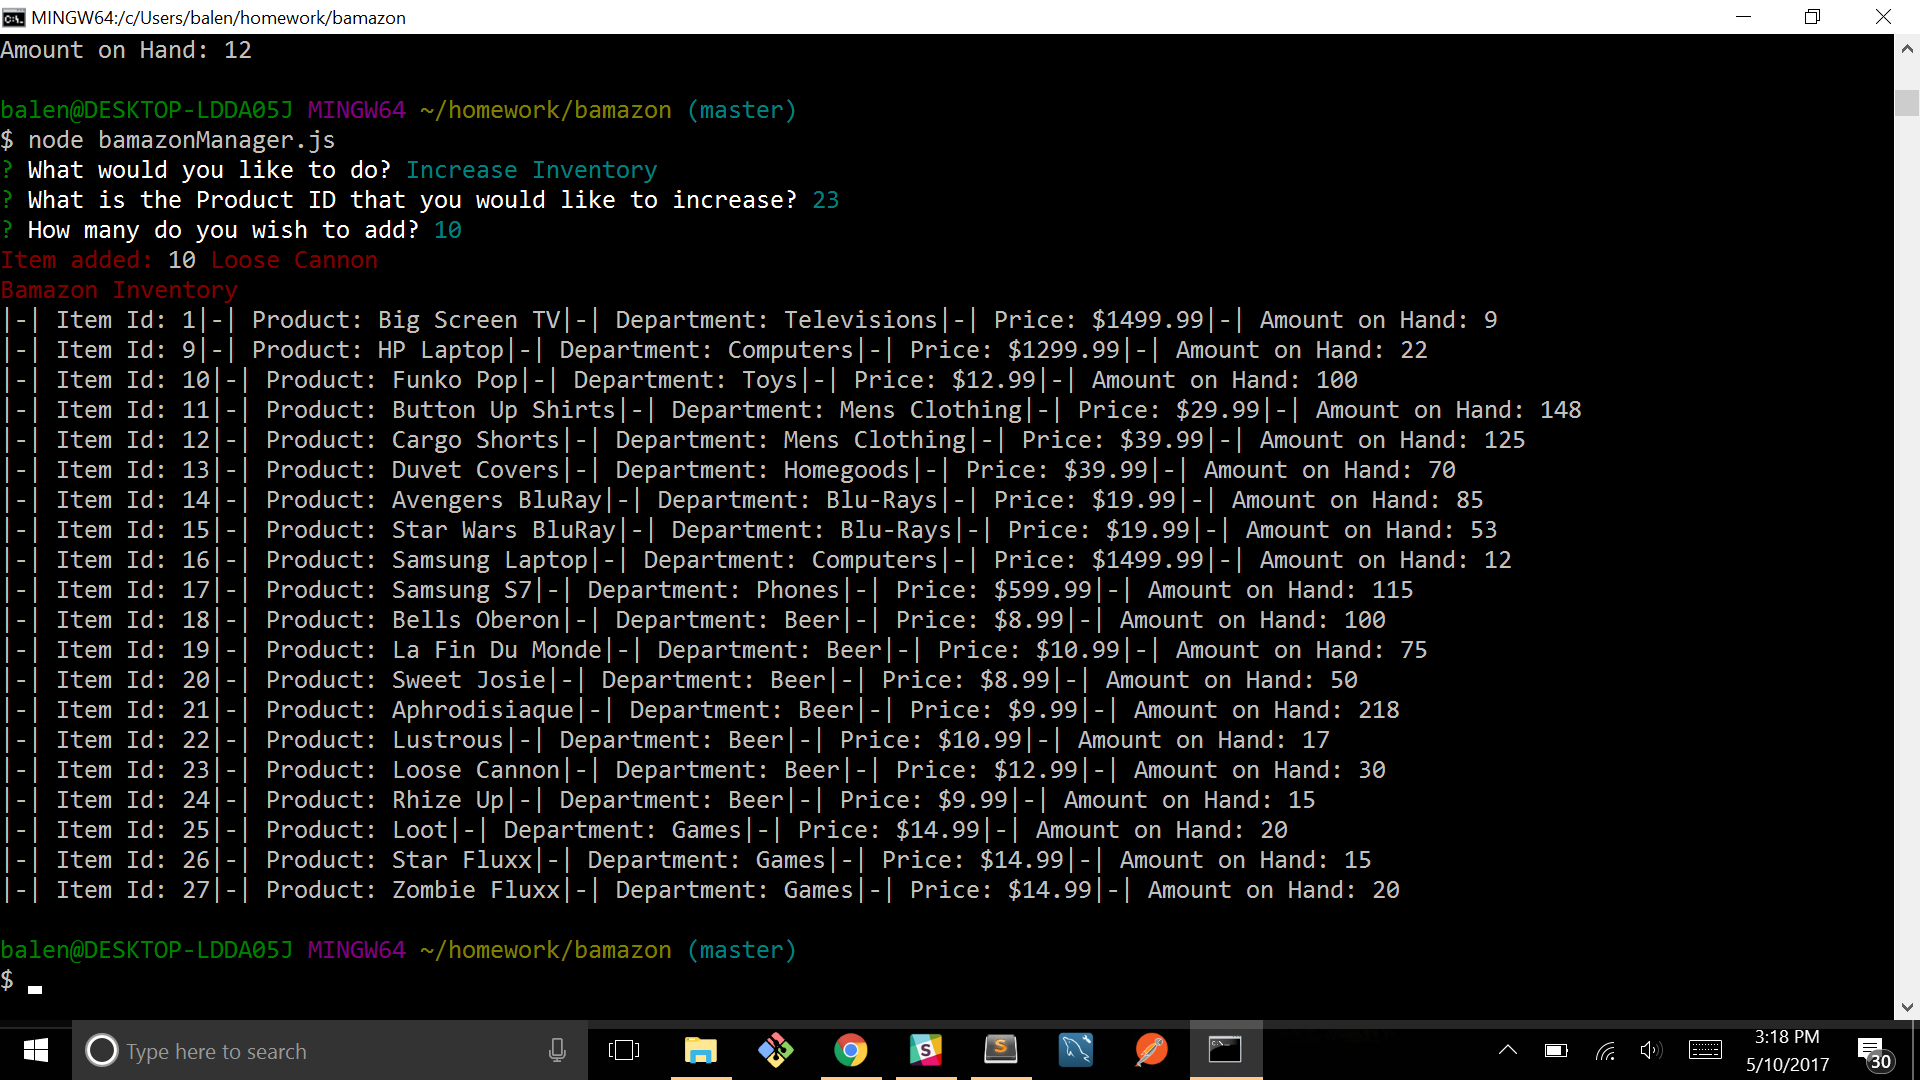 MINGW64:/c/Users/balen/homework/bamazon
Amount on Hand: 12
balen@DESKTOP-LDDA05J MINGW64 ~/homework/bamazon (master)
$ node bamazonManager.js
? What would you like to do? Increase Inventory
? What is the Product ID that you would like to increase? 23
? How many do you wish to add? 10
Item added: 10 Loose Cannon
Bamazon Inventory
|-| Item Id: 1|-| Product: Big Screen TV|-| Department: Televisions|-| Price: $1499.99|-| Amount on Hand: 9
|-| Item Id: 9|-| Product: HP Laptop|-| Department: Computers|-| Price: $1299.99|-| Amount on Hand: 22
|-| Item Id: 10|-| Product: Funko Pop|-| Department: Toys|-| Price: $12.99|-| Amount on Hand: 100
|-| Item Id: 11|-| Product: Button Up Shirts|-| Department: Mens Clothing|-| Price: $29.99|-| Amount on Hand: 148
|-| Item Id: 12|-| Product: Cargo Shorts|-| Department: Mens Clothing|-| Price: $39.99|-| Amount on Hand: 125
|-| Item Id: 13|-| Product: Duvet Covers|-| Department: Homegoods|-| Price: $39.99|-| Amount on Hand: 70
|-| Item Id: 14|-| Product: Avengers BluRay|-| Department: Blu-Rays|-| Price: $19.99|-| Amount on Hand: 85
|-| Item Id: 15|-| Product: Star Wars BluRay|-| Department: Blu-Rays|-| Price: $19.99|-| Amount on Hand: 53
|-| Item Id: 16|-| Product: Samsung Laptop|-| Department: Computers|-| Price: $1499.99|-| Amount on Hand: 12
|-| Item Id: 17|-| Product: Samsung S7|-| Department: Phones|-| Price: $599.99|-| Amount on Hand: 115
|-| Item Id: 18|-| Product: Bells Oberon|-| Department: Beer|-| Price: $8.99|-| Amount on Hand: 100
|-| Item Id: 19|-| Product: La Fin Du Monde|-| Department: Beer|-| Price: $10.99|-| Amount on Hand: 75
|-| Item Id: 20|-| Product: Sweet Josie|-| Department: Beer|-| Price: $8.99|-| Amount on Hand: 50
|-| Item Id: 21|-| Product: Aphrodisiaque|-| Department: Beer|-| Price: $9.99|-| Amount on Hand: 218
|-| Item Id: 22|-| Product: Lustrous|-| Department: Beer|-| Price: $10.99|-| Amount on Hand: 17
|-| Item Id: 23|-| Product: Loose Cannon|-| Department: Beer|-| Price: $12.99|-| Amount on Hand: 30
|-| Item Id: 24|-| Product: Rhize Up|-| Department: Beer|-| Price: $9.99|-| Amount on Hand: 15
|-| Item Id: 25|-| Product: Loot|-| Department: Games|-| Price: $14.99|-| Amount on Hand: 20
|-| Item Id: 26|-| Product: Star Fluxx|-| Department: Games|-| Price: $14.99|-| Amount on Hand: 15
|-| Item Id: 27|-| Product: Zombie Fluxx|-| Department: Games|-| Price: $14.99|-| Amount on Hand: 20
balen@DESKTOP-LDDA05J MINGW64 ~/homework/bamazon (master)
$
Type here to search
3:18 PM
5/10/2017
30